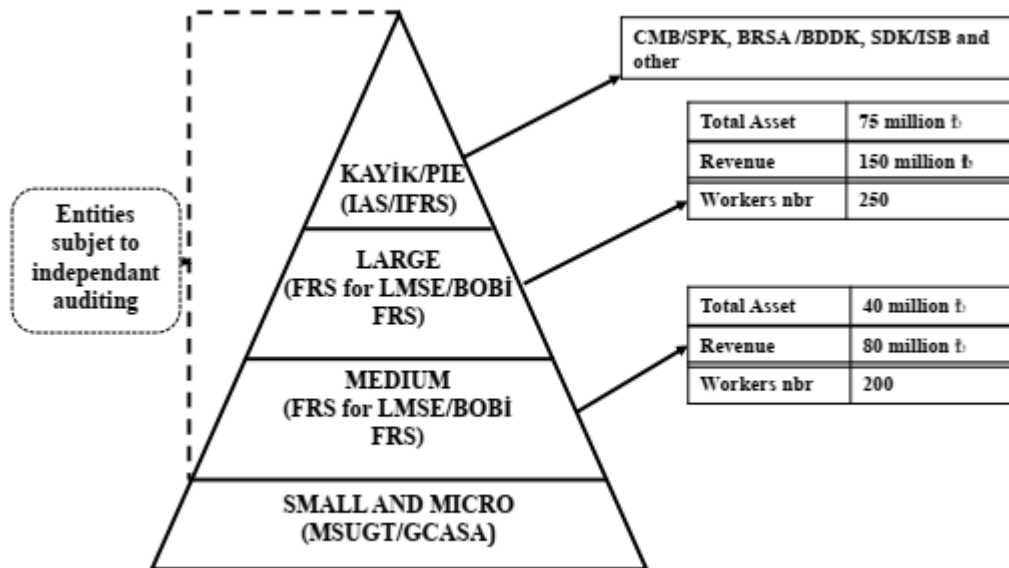 CMB/SPK, BRSA /BDDK, SDK/ISB and
other
Total Asset 75 million ₺
Revenue 150 million ₺
Workers nbr 250
KAYİK/PIE
(IAS/IFRS)
Entities
subjet to
independant
auditing
LARGE
(FRS for LMSE/BOBİ
FRS)
Total Asset 40 million ₺
Revenue 80 million ₺
Workers nbr 200
MEDIUM
(FRS for LMSE/BOBİ
FRS)
SMALL AND MICRO
(MSUGT/GCASA)